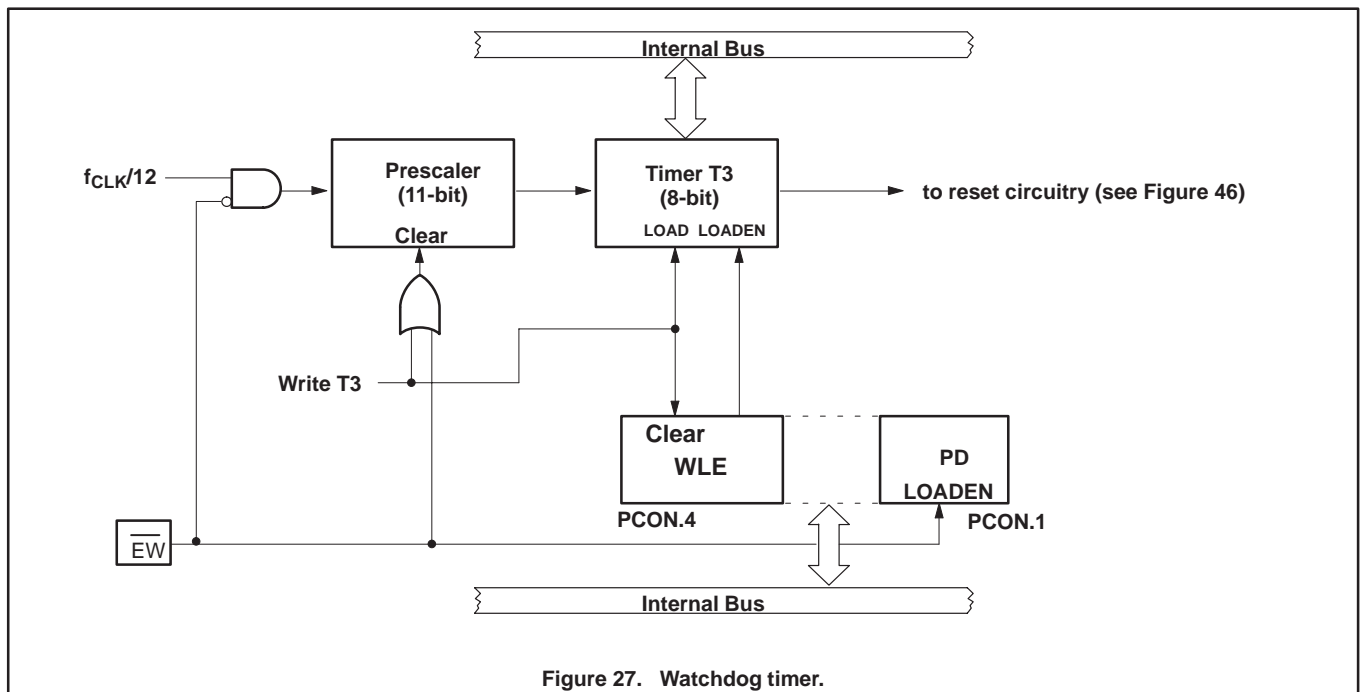 Internal Bus
Prescaler
(11-bit)
Clear
Timer T3
(8-bit)
LOAD LOADEN
fCLK/12
to reset circuitry (see Figure 46)
Write T3
Clear
WLE
PD
LOADEN
PCON.4
PCON.1
E̅W̅
Internal Bus
Figure 27. Watchdog timer.